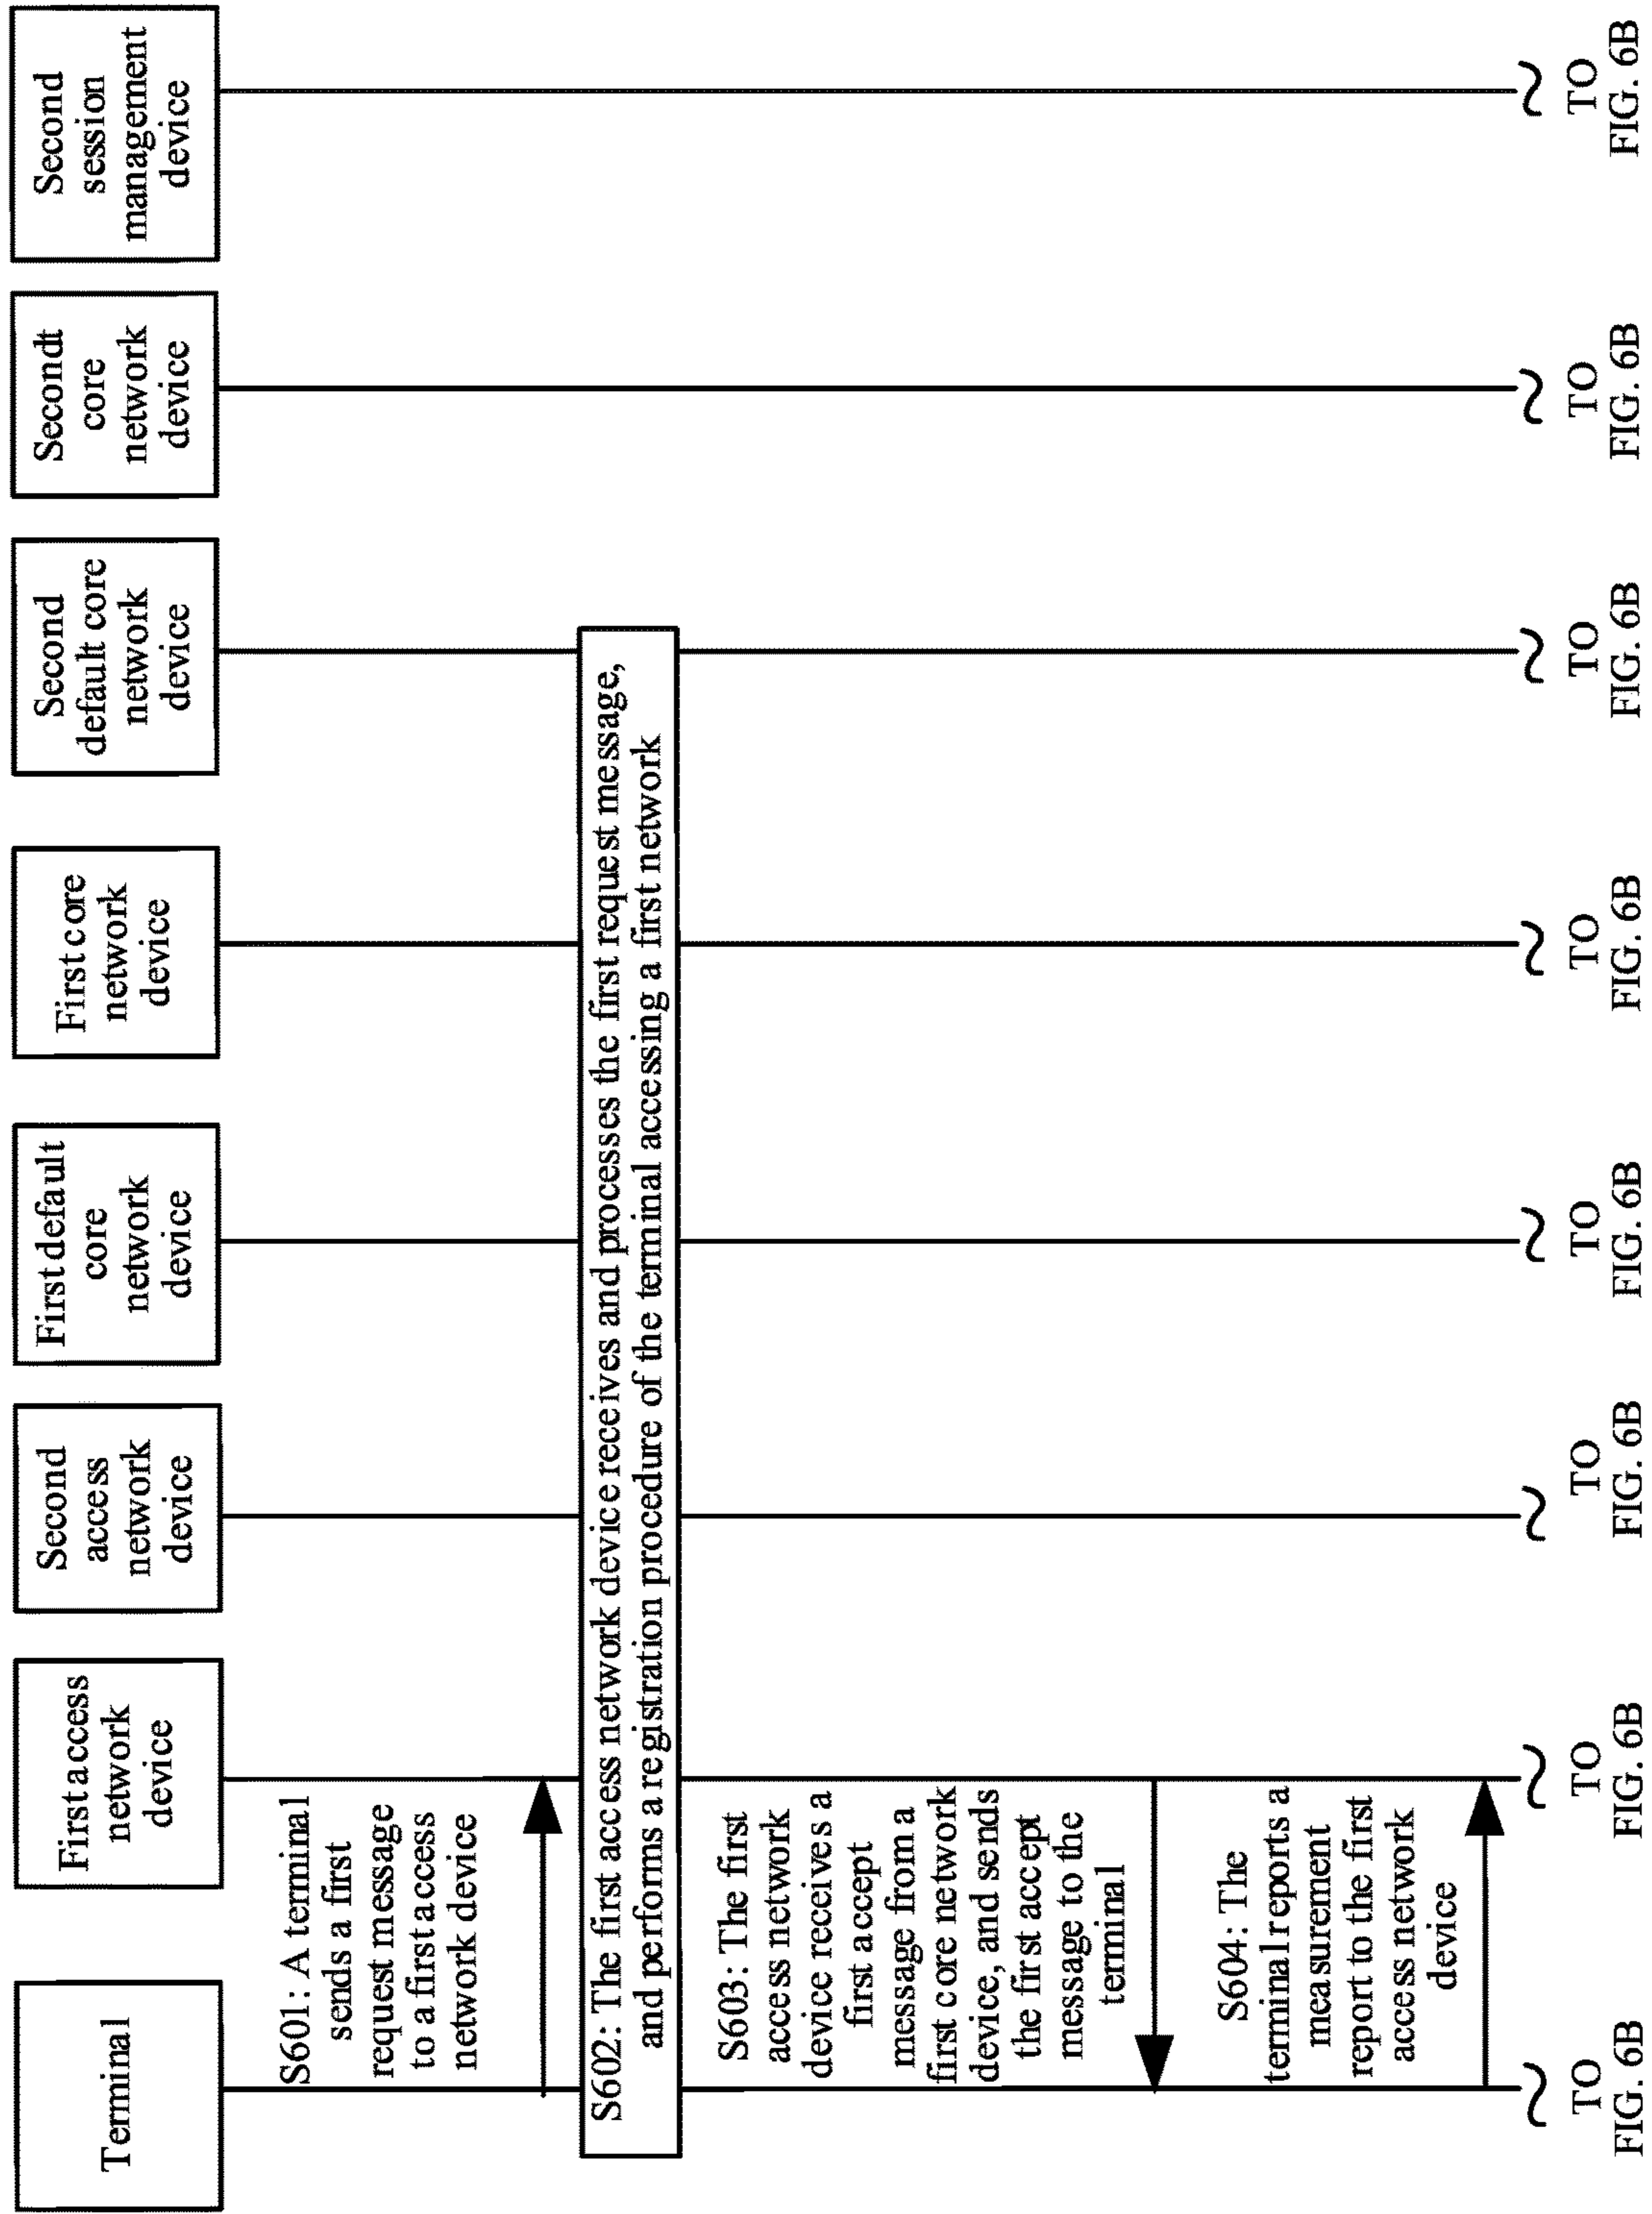 Terminal
First access
network
device
Second
access
network
device
First default
core
network
device
First core
network
device
Second
default core
network
device
Secondt
core
network
device
Second
session
management
device
S601: A terminal
sends a first
request message
to a first access
network device
S602: The first access network device receives and processes the first request message,
and performs a registration procedure of the terminal accessing a first network
S603: The first
access network
device receives a
first accept
message from a
first core network
device, and sends
the first accept
message to the
terminal
S604: The
terminal reports a
measurement
report to the first
access network
device
TO
FIG. 6B
TO
FIG. 6B
TO
FIG. 6B
TO
FIG. 6B
TO
FIG. 6B
TO
FIG. 6B
TO
FIG. 6B
TO
FIG. 6B